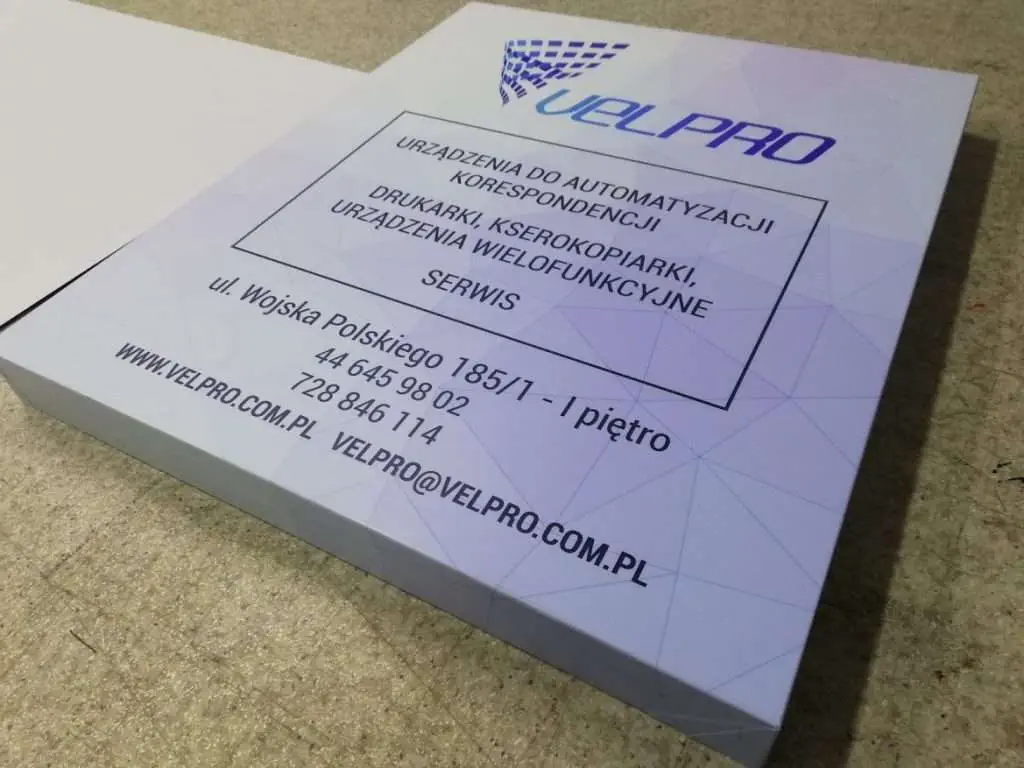 VELPRO
URZĄDZENIA DO AUTOMATYZACJI
KORESPONDENCJI
DRUKARKI, KSEROKOPIARKI,
URZĄDZENIA WIELOFUNKCYJNE
SERWIS
ul. Wojska Polskiego 185/1 - I piętro
44 645 98 02
728 846 114
WWW.VELPRO.COM.PL VELPRO@VELPRO.COM.PL